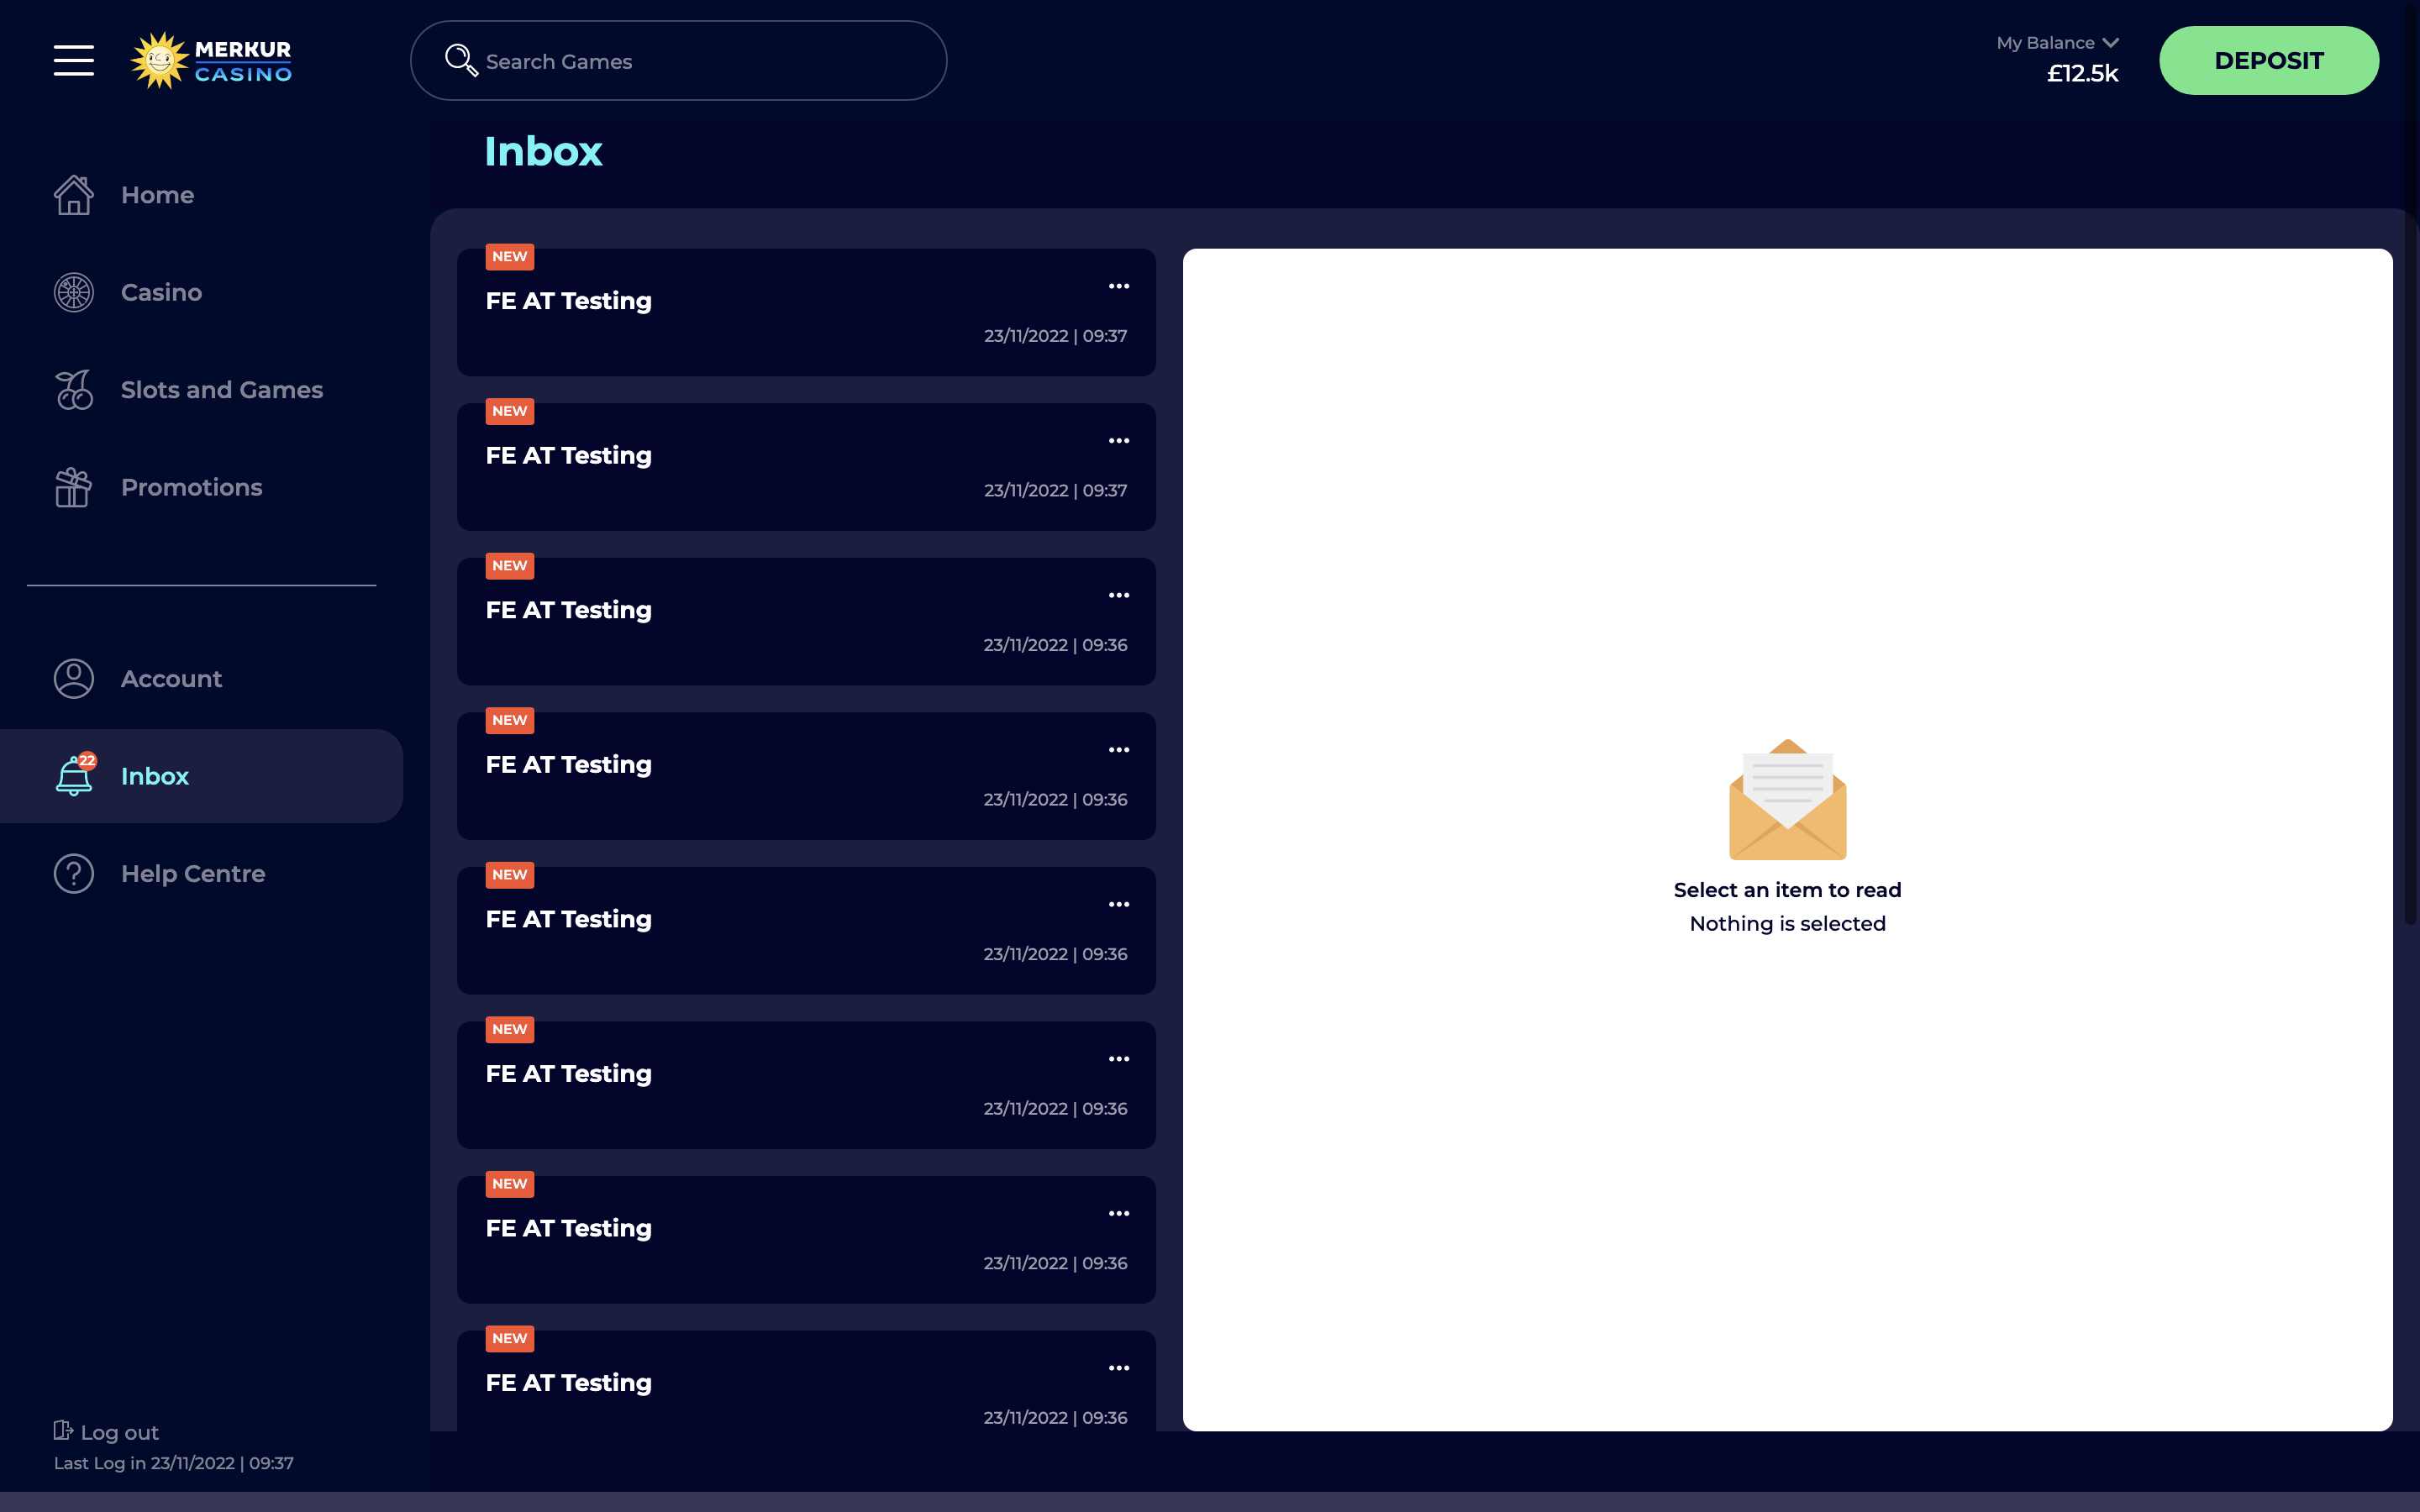 MERKUR
CASINO
Search Games
My Balance
£12.5k
DEPOSIT
Home
Casino
Slots and Games
Promotions
Account
22
Inbox
Help Centre
Log out
Last Log in 23/11/2022 | 09:37
Inbox
NEW
FE AT Testing
23/11/2022 | 09:37
NEW
FE AT Testing
23/11/2022 | 09:37
NEW
FE AT Testing
23/11/2022 | 09:36
NEW
FE AT Testing
23/11/2022 | 09:36
NEW
FE AT Testing
23/11/2022 | 09:36
NEW
FE AT Testing
23/11/2022 | 09:36
NEW
FE AT Testing
23/11/2022 | 09:36
NEW
FE AT Testing
23/11/2022 | 09:36
Select an item to read
Nothing is selected